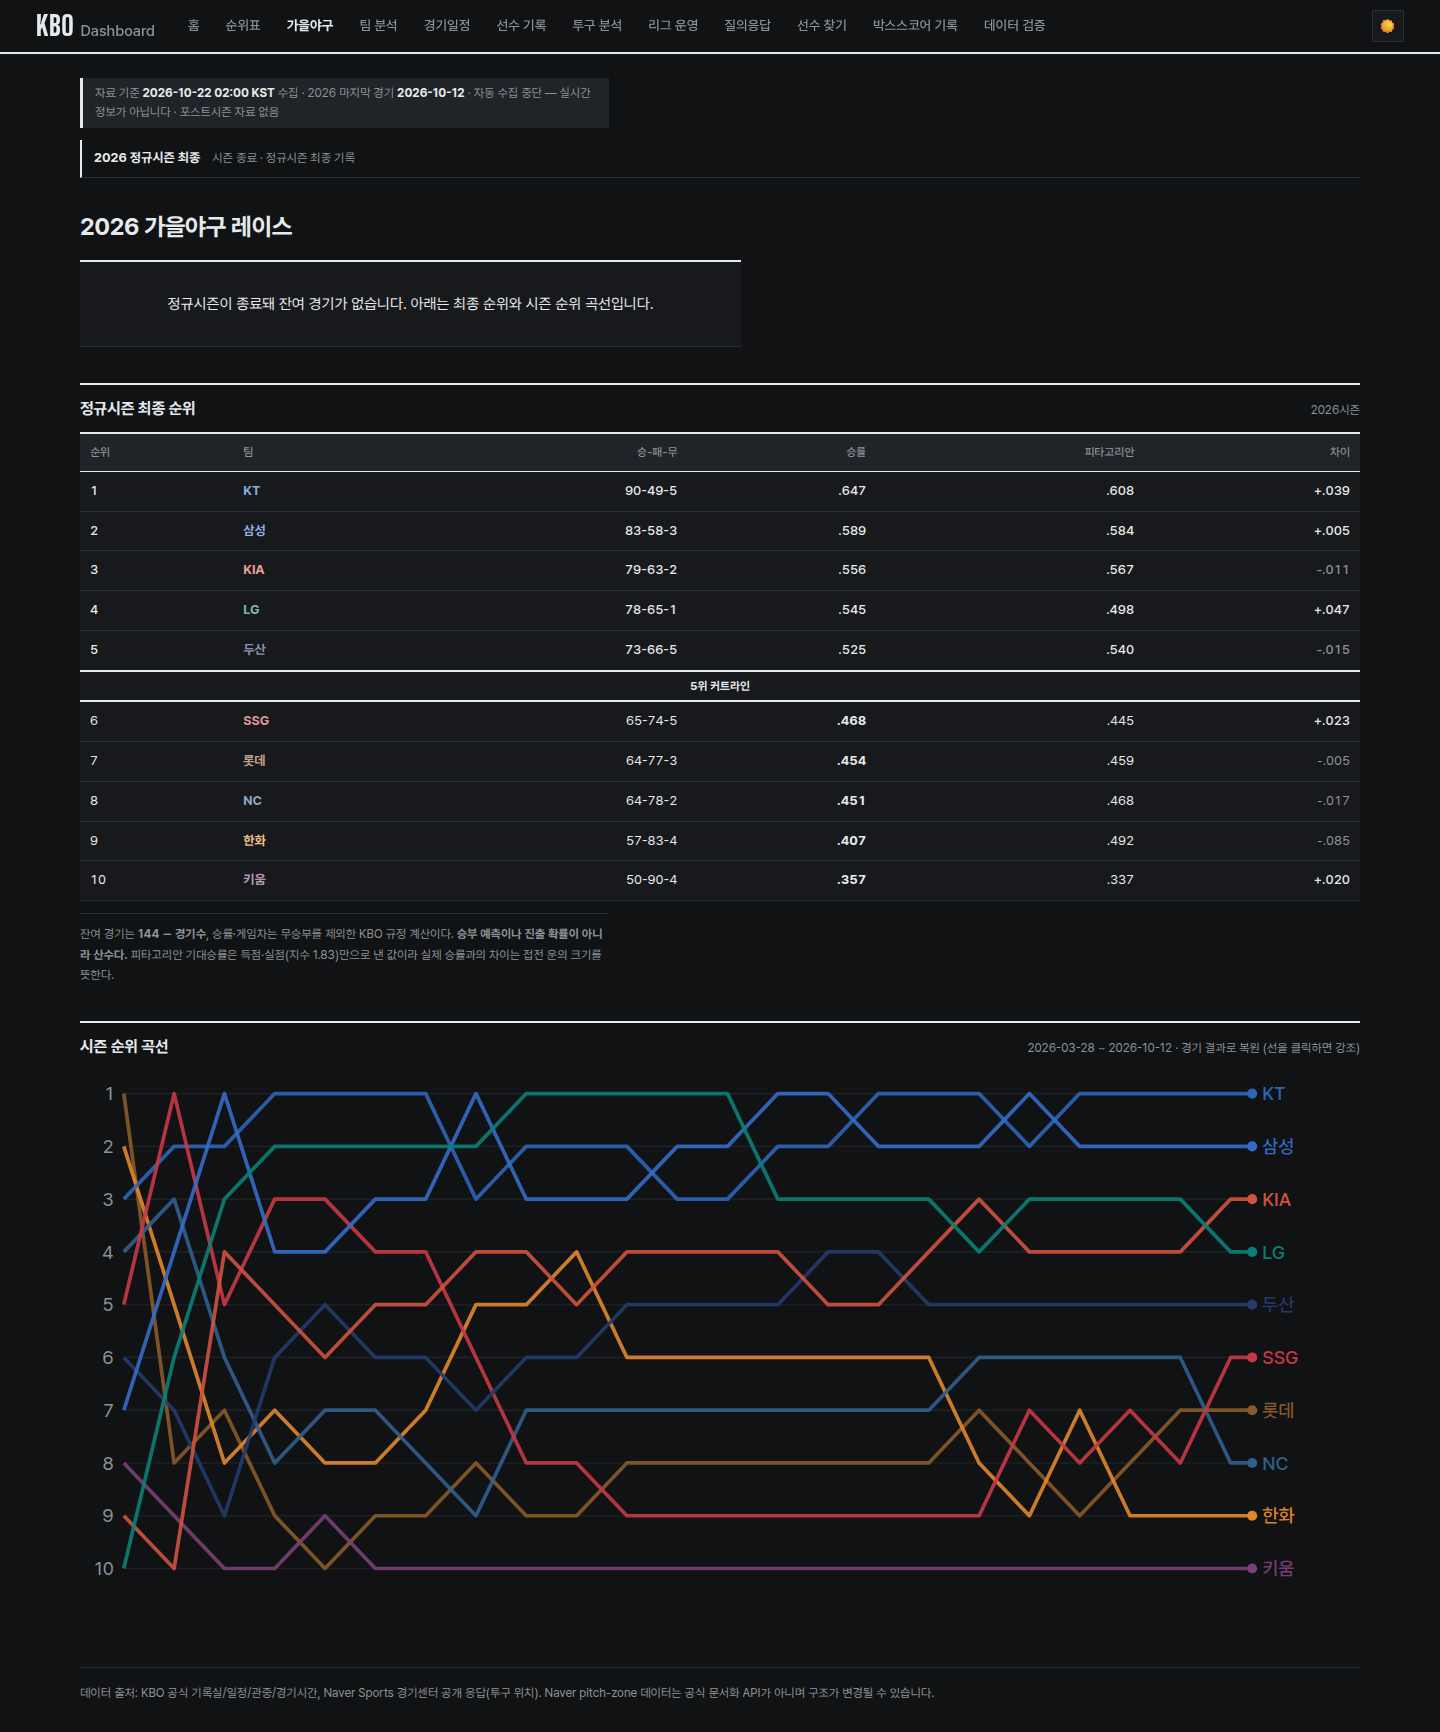 KBO Dashboard 홈 순위표 가을야구 팀 분석 경기일정 선수 기록 투구 분석 리그 운영 질의응답 선수 찾기 박스스코어 기록 데이터 검증
자료 기준 2026-10-22 02:00 KST 수집 · 2026 마지막 경기 2026-10-12 · 자동 수집 중단 — 실시간
정보가 아닙니다 · 포스트시즌 자료 없음
2026 정규시즌 최종 시즌 종료 · 정규시즌 최종 기록
2026 가을야구 레이스
정규시즌이 종료돼 잔여 경기가 없습니다. 아래는 최종 순위와 시즌 순위 곡선입니다.
정규시즌 최종 순위 2026시즌
순위 팀 승-패-무 승률 피타고리안 차이
1 KT 90-49-5 .647 .608 +.039
2 삼성 83-58-3 .589 .584 +.005
3 KIA 79-63-2 .556 .567 -.011
4 LG 78-65-1 .545 .498 +.047
5 두산 73-66-5 .525 .540 -.015
5위 커트라인
6 SSG 65-74-5 .468 .445 +.023
7 롯데 64-77-3 .454 .459 -.005
8 NC 64-78-2 .451 .468 -.017
9 한화 57-83-4 .407 .492 -.085
10 키움 50-90-4 .357 .337 +.020
잔여 경기는 144 − 경기수, 승률·게임차는 무승부를 제외한 KBO 규정 계산이다. 승부 예측이나 진출 확률이 아니
라 산수다. 피타고리안 기대승률은 득점·실점(지수 1.83)만으로 낸 값이라 실제 승률과의 차이는 접전 운의 크기를
뜻한다.
시즌 순위 곡선 2026-03-28 ~ 2026-10-12 · 경기 결과로 복원 (선을 클릭하면 강조)
1 KT
2 삼성
3 KIA
4 LG
5 두산
6 SSG
7 롯데
8 NC
9 한화
10 키움
데이터 출처: KBO 공식 기록실/일정/관중/경기시간, Naver Sports 경기센터 공개 응답(투구 위치). Naver pitch-zone 데이터는 공식 문서화 API가 아니며 구조가 변경될 수 있습니다.